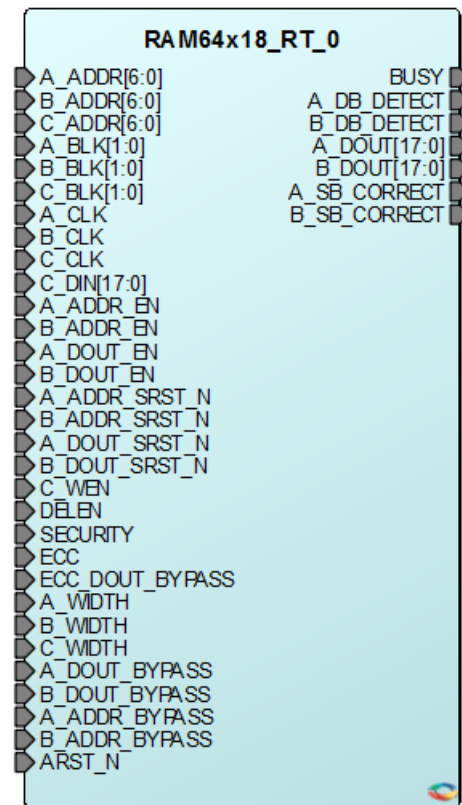 RAM64x18_RT_0
A_ADDR[6:0]
BUSY
B_ADDR[6:0]
A_DB_DETECT
C_ADDR[6:0]
B_DB_DETECT
A_BLK[1:0]
A_DOUT[17:0]
B_BLK[1:0]
B_DOUT[17:0]
C_BLK[1:0]
A_SB_CORRECT
A_CLK
B_SB_CORRECT
B_CLK
C_CLK
C_DIN[17:0]
A_ADDR_EN
B_ADDR_EN
A_DOUT_EN
B_DOUT_EN
A_ADDR_SRST_N
B_ADDR_SRST_N
A_DOUT_SRST_N
B_DOUT_SRST_N
C_WEN
DELEN
SECURITY
ECC
ECC_DOUT_BYPASS
A_WIDTH
B_WIDTH
C_WIDTH
A_DOUT_BYPASS
B_DOUT_BYPASS
A_ADDR_BYPASS
B_ADDR_BYPASS
ARST_N